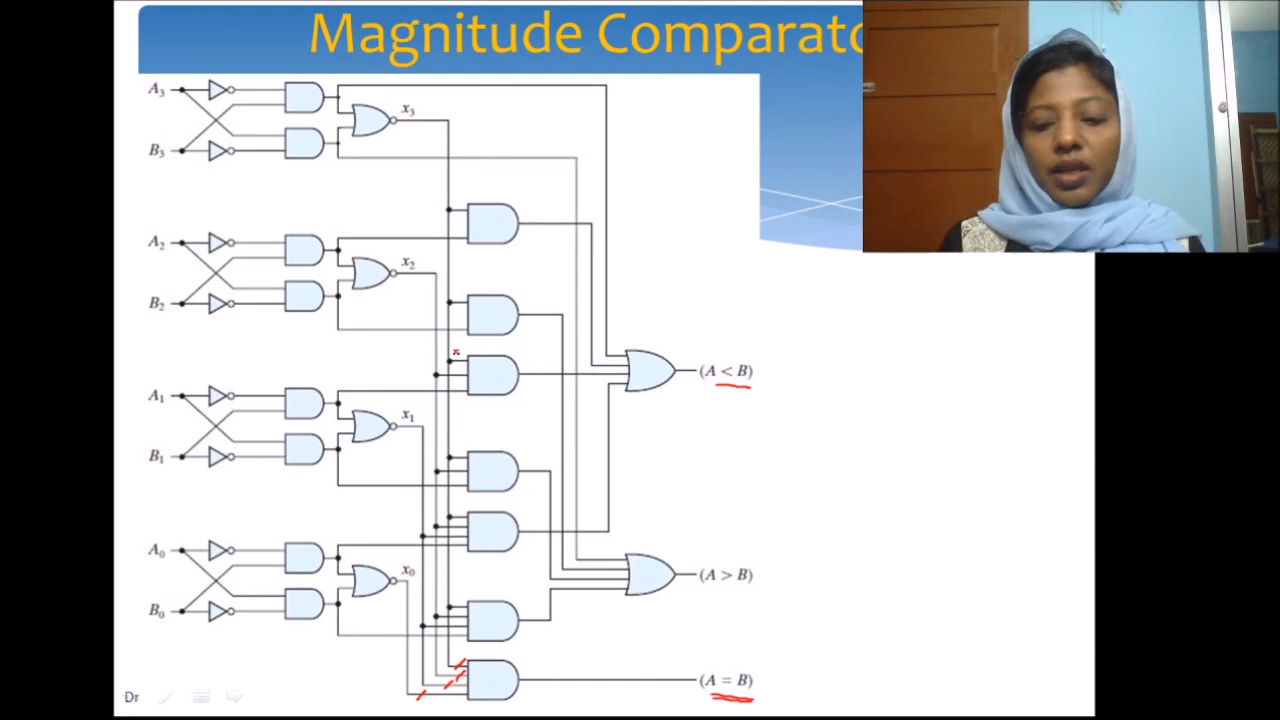 Magnitude Comparato
A3
x3
B3
A2
x2
B2
(A < B)
A1
x1
B1
A0
x0
(A > B)
B0
(A = B)
Dr